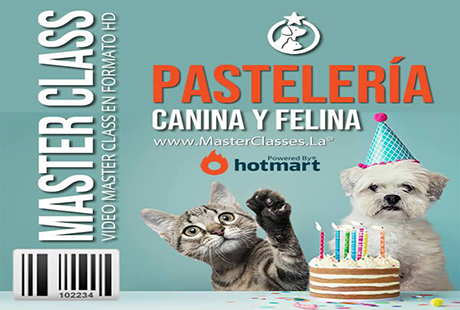 MASTER CLASS
VIDEO MASTER CLASS EN FORMATO HD
102234
PASTELERÍA
CANINA Y FELINA
www.MasterClasses.La®
Powered By®
hotmart